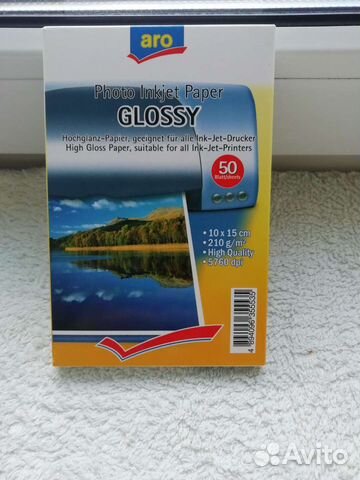 aro
Photo Inkjet Paper
GLOSSY
Hochglanz-Papier, geeignet für alle Ink-Jet-Drucker
High Gloss Paper, suitable for all Ink-Jet-Printers
50
Blatt/sheets
• 10 x 15 cm
• 210 g/m²
• High Quality
• 5760 dpi
Avito